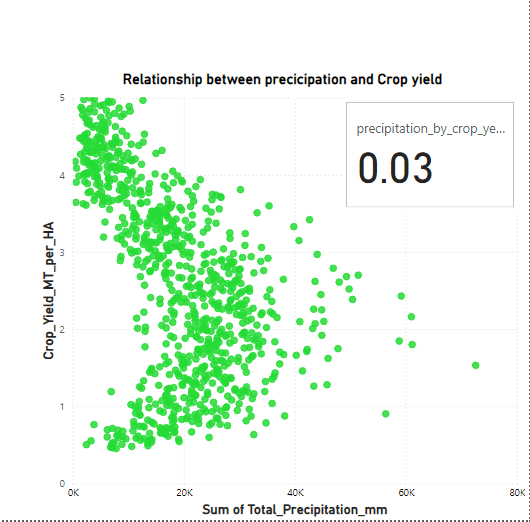 Relationship between precicipation and Crop yield
precipitation_by_crop_ye...
0.03
5
4
3
2
1
0
Crop_Yield_MT_per_HA
0K 20K 40K 60K 80K
Sum of Total_Precipitation_mm